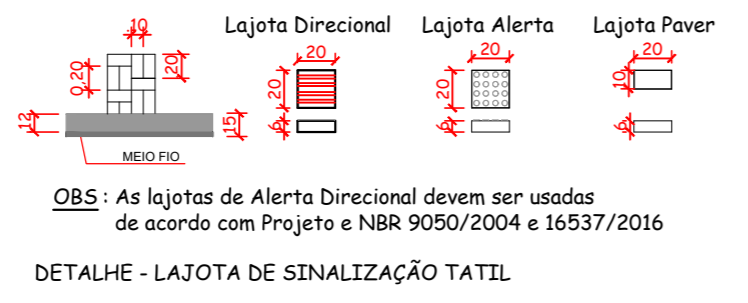 Lajota Direcional Lajota Alerta Lajota Paver
10 20 20 20
0,20 20 20 20 10
12 15 6 6 6
MEIO FIO
OBS : As lajotas de Alerta Direcional devem ser usadas
de acordo com Projeto e NBR 9050/2004 e 16537/2016
DETALHE - LAJOTA DE SINALIZAÇÃO TATIL